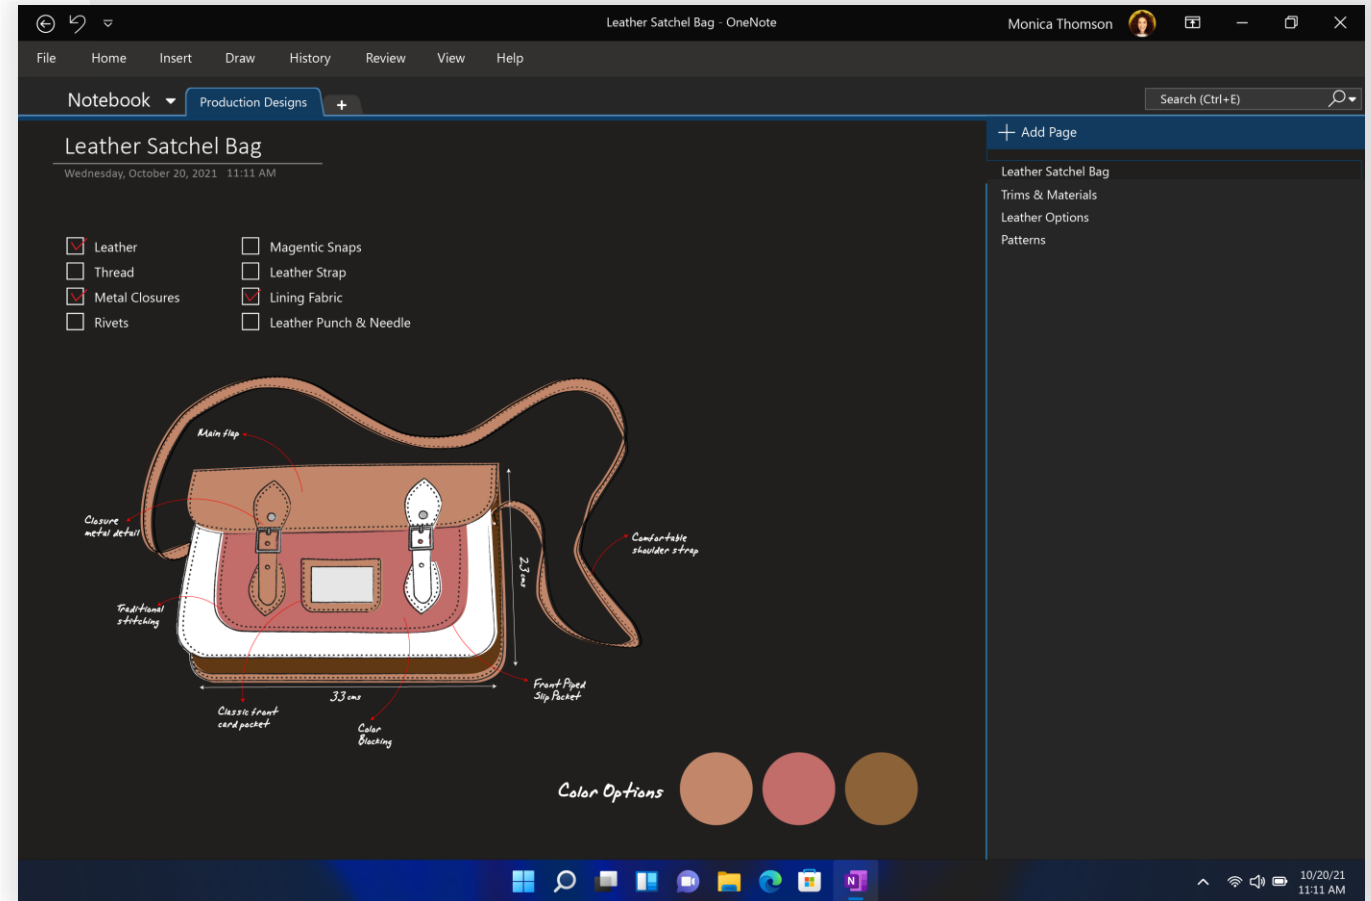 Leather Satchel Bag - OneNote
Monica Thomson
File Home Insert Draw History Review View Help
Notebook Production Designs +
Search (Ctrl+E)
Leather Satchel Bag
Wednesday, October 20, 2021 11:11 AM
Leather
Thread
Metal Closures
Rivets
Magentic Snaps
Leather Strap
Lining Fabric
Leather Punch & Needle
Main flap
Closure
metal detail
Traditional
stitching
Classic front
card pocket
Color
Blocking
Front Piped
Slip Pocket
Comfortable
shoulder strap
23 cms
33 cms
Color Options
Add Page
Leather Satchel Bag
Trims & Materials
Leather Options
Patterns
N
10/20/21
11:11 AM